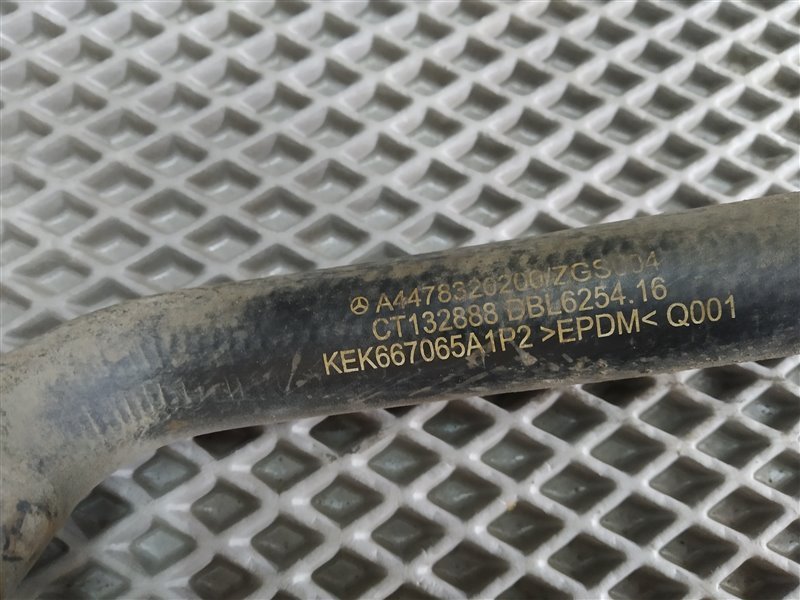 A4478320200/ZGS004
CT132888 DBL6254.16
KEK667065A1P2 >EPDM< Q001